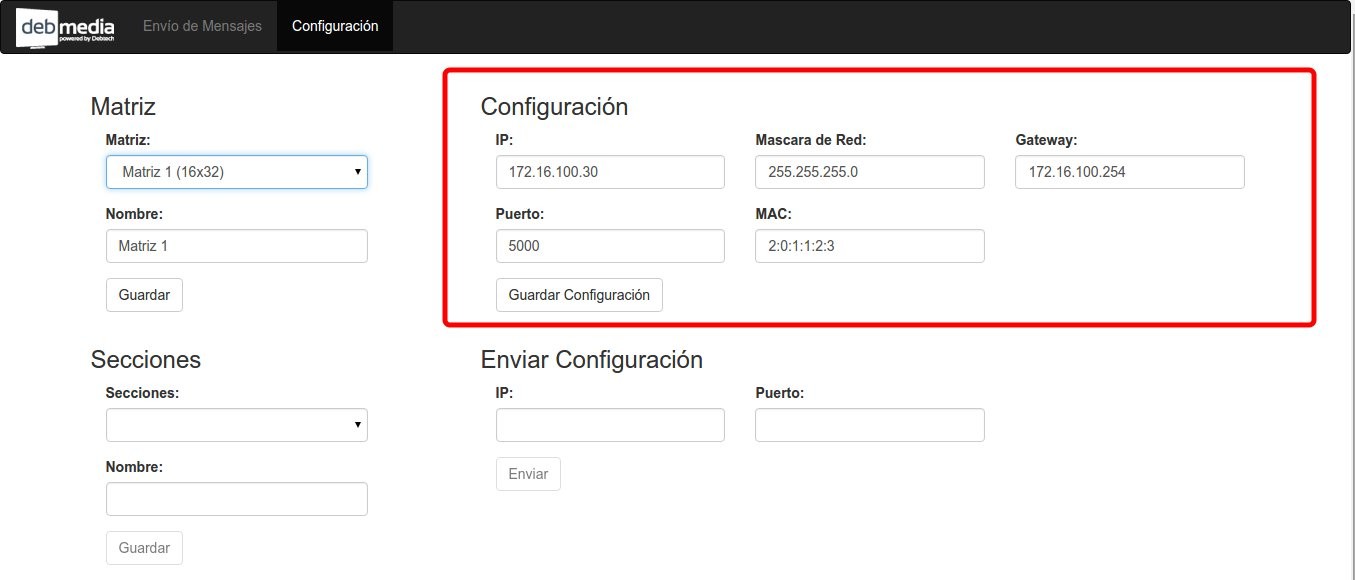 debmedia
powered by Debtech
Envío de Mensajes
Configuración
Matriz
Matriz:
Matriz 1 (16x32)
Nombre:
Matriz 1
Guardar
Configuración
IP:
Mascara de Red:
Gateway:
172.16.100.30
255.255.255.0
172.16.100.254
Puerto:
MAC:
5000
2:0:1:1:2:3
Guardar Configuración
Secciones
Secciones:
Nombre:
Guardar
Enviar Configuración
IP:
Puerto:
Enviar